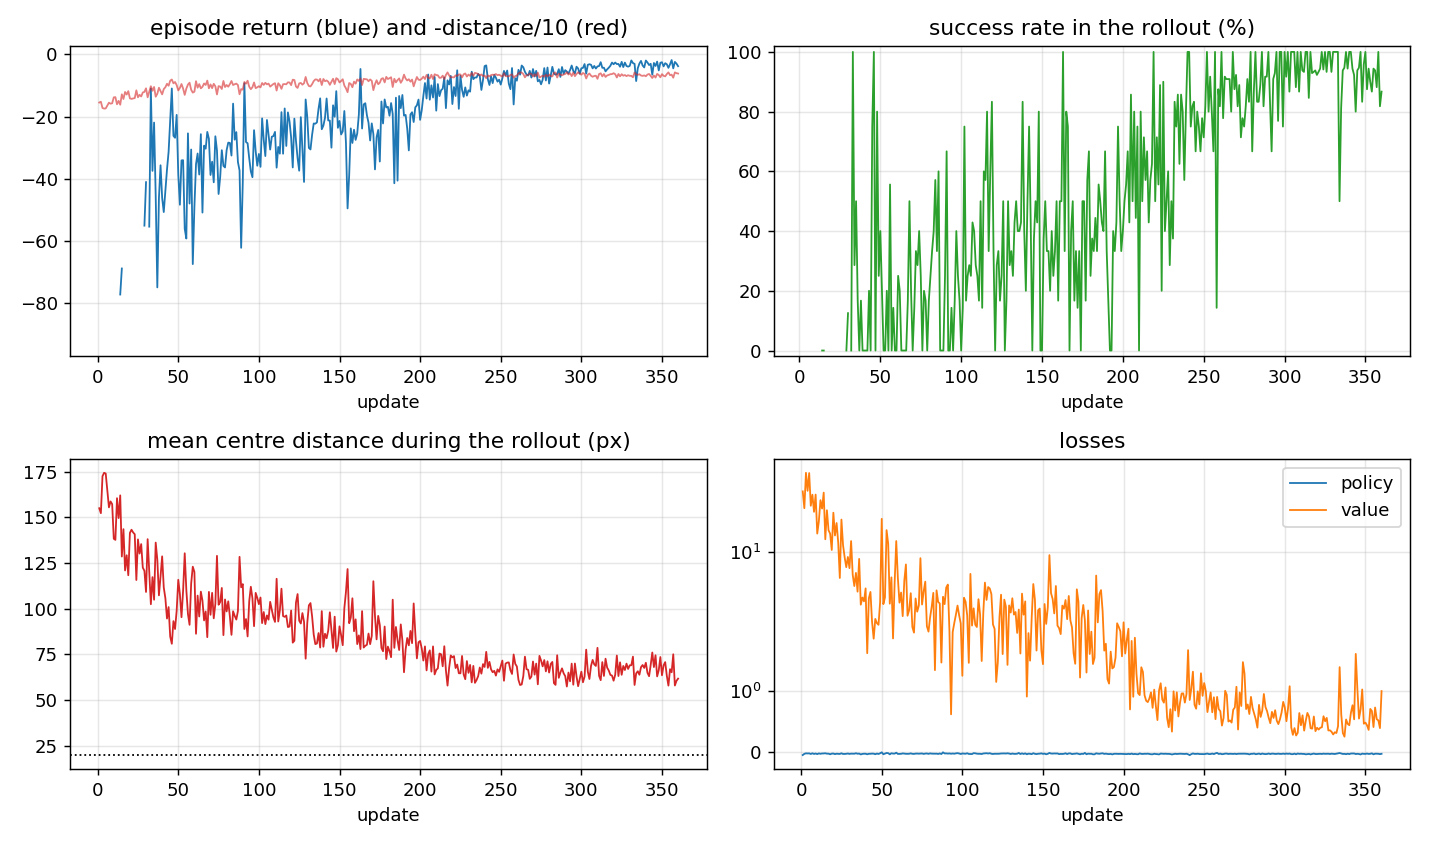 episode return (blue) and -distance/10 (red)
0
−20
−40
−60
−80
0 50 100 150 200 250 300 350
update
success rate in the rollout (%)
100
80
60
40
20
0
0 50 100 150 200 250 300 350
update
mean centre distance during the rollout (px)
175
150
125
100
75
50
25
0 50 100 150 200 250 300 350
update
losses
policy
value
10¹
10⁰
0
0 50 100 150 200 250 300 350
update